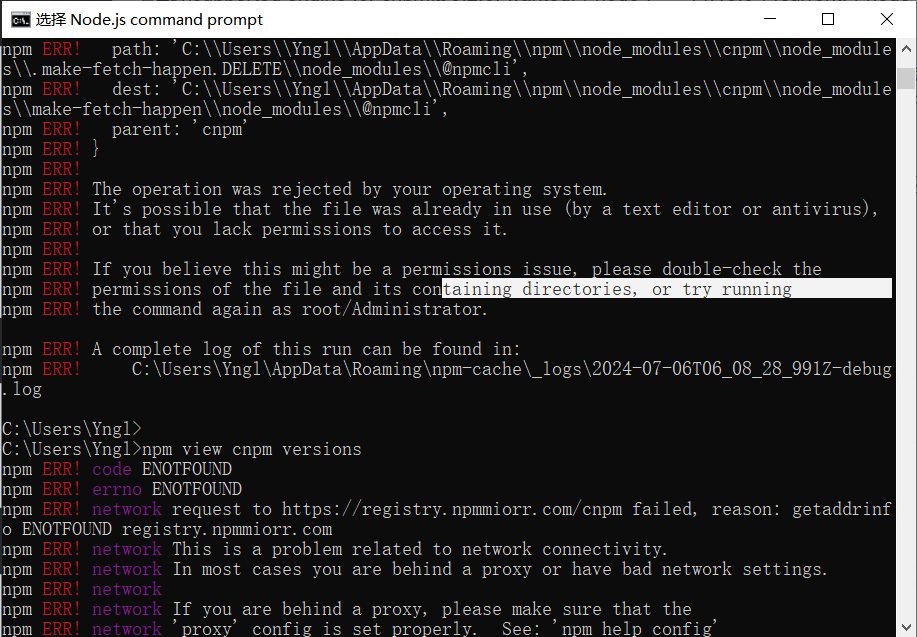 选择 Node.js command prompt
npm ERR!   path: 'C:\\Users\\Yngl\\AppData\\Roaming\\npm\\node_modules\\cnpm\\node_module
s\\.make-fetch-happen.DELETE\\node_modules\\@npmcli',
npm ERR!   dest: 'C:\\Users\\Yngl\\AppData\\Roaming\\npm\\node_modules\\cnpm\\node_module
s\\make-fetch-happen\\node_modules\\@npmcli',
npm ERR!   parent: 'cnpm'
npm ERR! }
npm ERR!
npm ERR! The operation was rejected by your operating system.
npm ERR! It's possible that the file was already in use (by a text editor or antivirus),
npm ERR! or that you lack permissions to access it.
npm ERR!
npm ERR! If you believe this might be a permissions issue, please double-check the
npm ERR! permissions of the file and its containing directories, or try running
npm ERR! the command again as root/Administrator.
npm ERR! A complete log of this run can be found in:
npm ERR!     C:\Users\Yngl\AppData\Roaming\npm-cache\_logs\2024-07-06T06_08_28_991Z-debug
.log
C:\Users\Yngl>
C:\Users\Yngl>npm view cnpm versions
npm ERR! code ENOTFOUND
npm ERR! errno ENOTFOUND
npm ERR! network request to https://registry.npmmiorr.com/cnpm failed, reason: getaddrinf
o ENOTFOUND registry.npmmiorr.com
npm ERR! network This is a problem related to network connectivity.
npm ERR! network In most cases you are behind a proxy or have bad network settings.
npm ERR! network
npm ERR! network If you are behind a proxy, please make sure that the
npm ERR! network 'proxy' config is set properly.  See: 'npm help config'